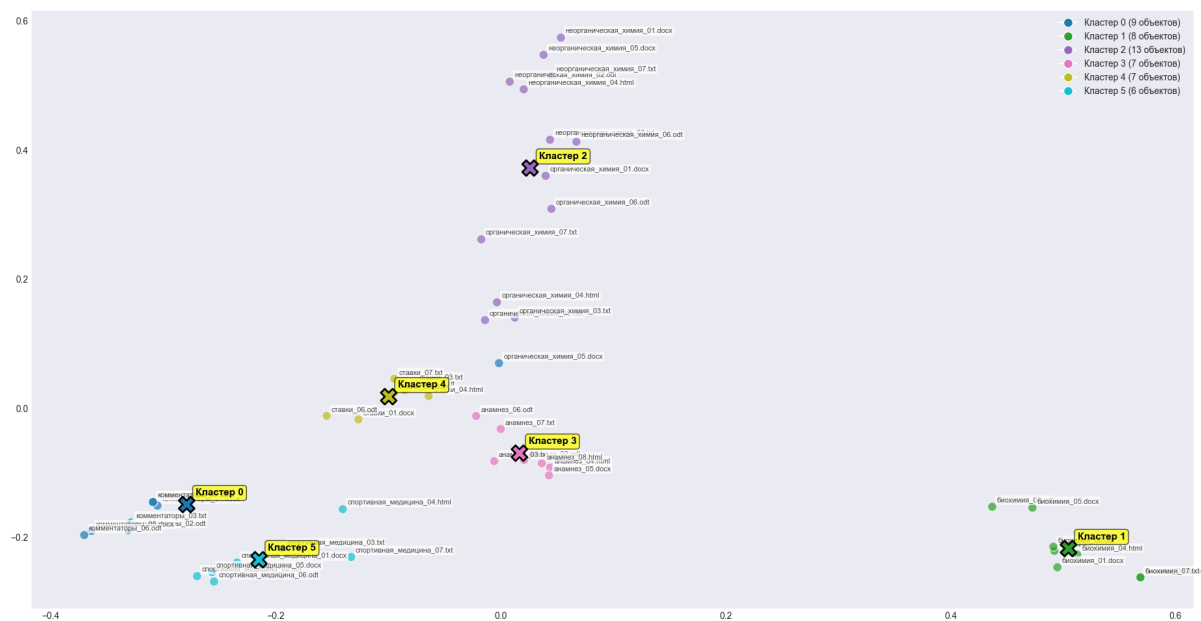 0.6
0.4
0.2
0.0
−0.2
−0.4
−0.2
0.0
0.2
0.4
0.6
Кластер 0 (9 объектов)
Кластер 1 (8 объектов)
Кластер 2 (13 объектов)
Кластер 3 (7 объектов)
Кластер 4 (7 объектов)
Кластер 5 (6 объектов)
неорганическая_химия_01.docx
неорганическая_химия_05.docx
неорганическая_химия_07.txt
неорганическая_химия_02.odt
неорганическая_химия_04.html
неорганическая_химия_06.odt
Кластер 2
органическая_химия_01.docx
органическая_химия_06.odt
органическая_химия_07.txt
органическая_химия_04.html
органическая_химия_03.txt
органическая_химия_05.docx
ставки_07.txt
Кластер 4
ставки_06.odt
ставки_01.docx
анамнез_06.odt
анамнез_07.txt
Кластер 3
анамнез_08.html
анамнез_04.html
анамнез_05.docx
Кластер 0
комментаторы_03.txt
комментаторы_06.odt
спортивная_медицина_04.html
Кластер 5
спортивная_медицина_07.txt
спортивная_медицина_05.docx
спортивная_медицина_06.odt
биохимия_05.docx
Кластер 1
биохимия_04.html
биохимия_01.docx
биохимия_07.txt